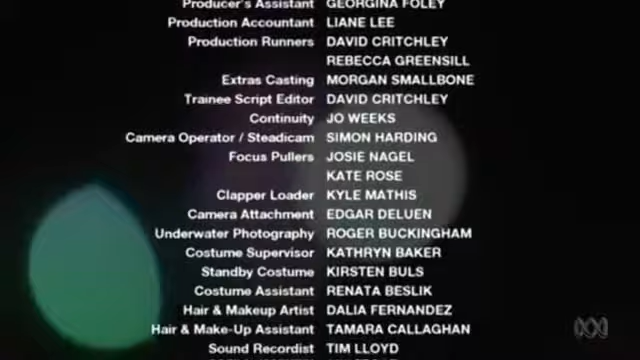 Producer's Assistant GEORGINA FOLEY
Production Accountant LIANE LEE
Production Runners DAVID CRITCHLEY
REBECCA GREENSILL
Extras Casting MORGAN SMALLBONE
Trainee Script Editor DAVID CRITCHLEY
Continuity JO WEEKS
Camera Operator / Steadicam SIMON HARDING
Focus Pullers JOSIE NAGEL
KATE ROSE
Clapper Loader KYLE MATHIS
Camera Attachment EDGAR DELUEN
Underwater Photography ROGER BUCKINGHAM
Costume Supervisor KATHRYN BAKER
Standby Costume KIRSTEN BULS
Costume Assistant RENATA BESLIK
Hair & Makeup Artist DALIA FERNANDEZ
Hair & Make-Up Assistant TAMARA CALLAGHAN
Sound Recordist TIM LLOYD